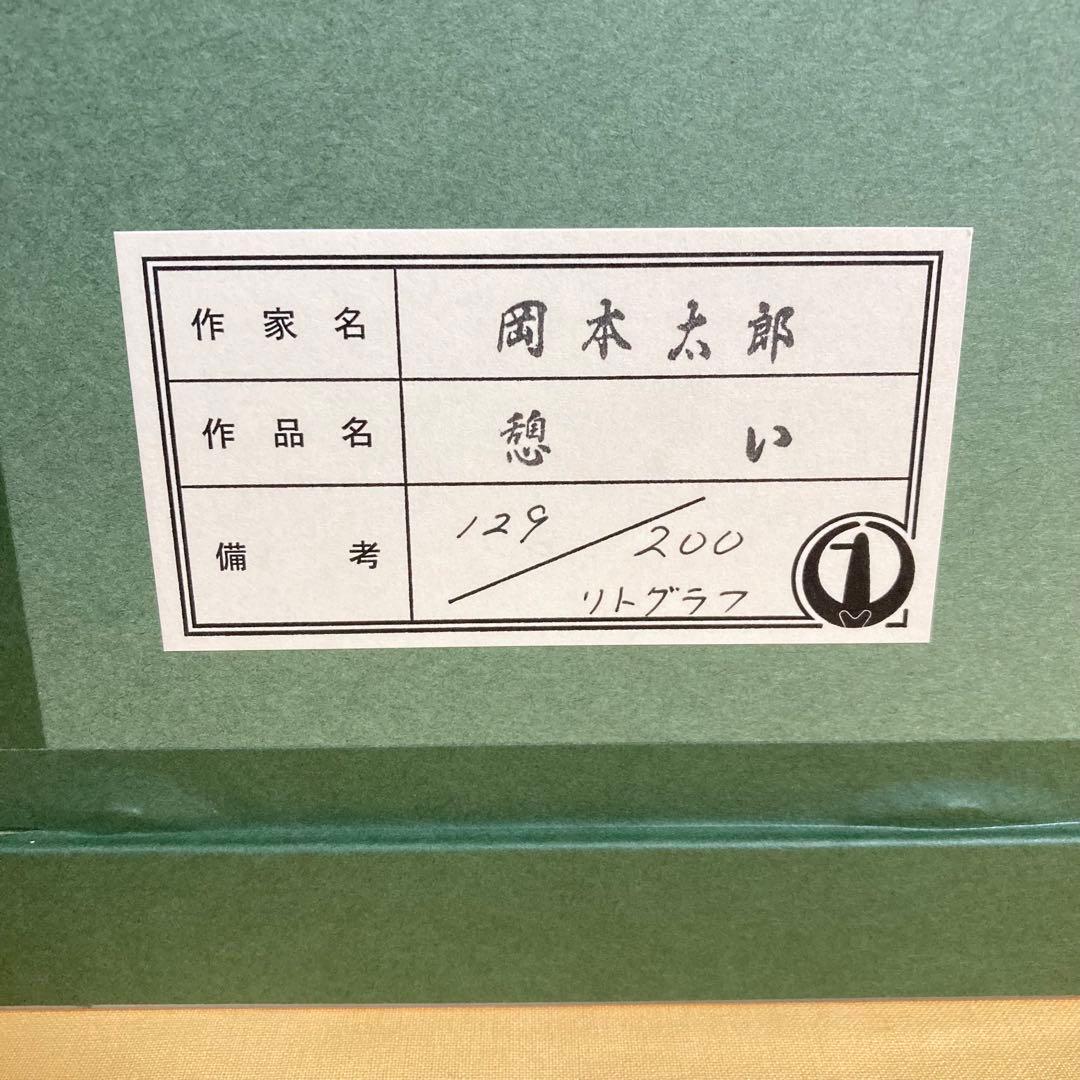 作家名 岡本太郎
作品名 憩い
備考 129/200
リトグラフ